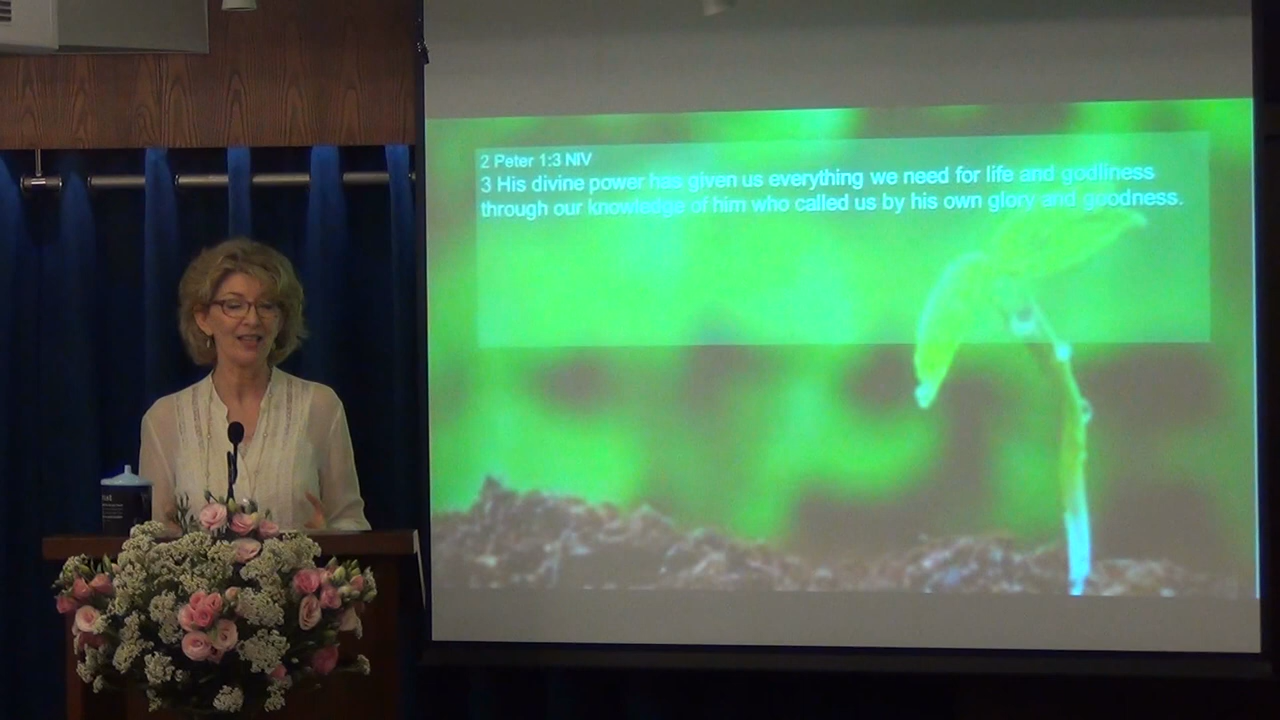 2 Peter 1:3 NIV
3 His divine power has given us everything we need for life and godliness
through our knowledge of him who called us by his own glory and goodness.